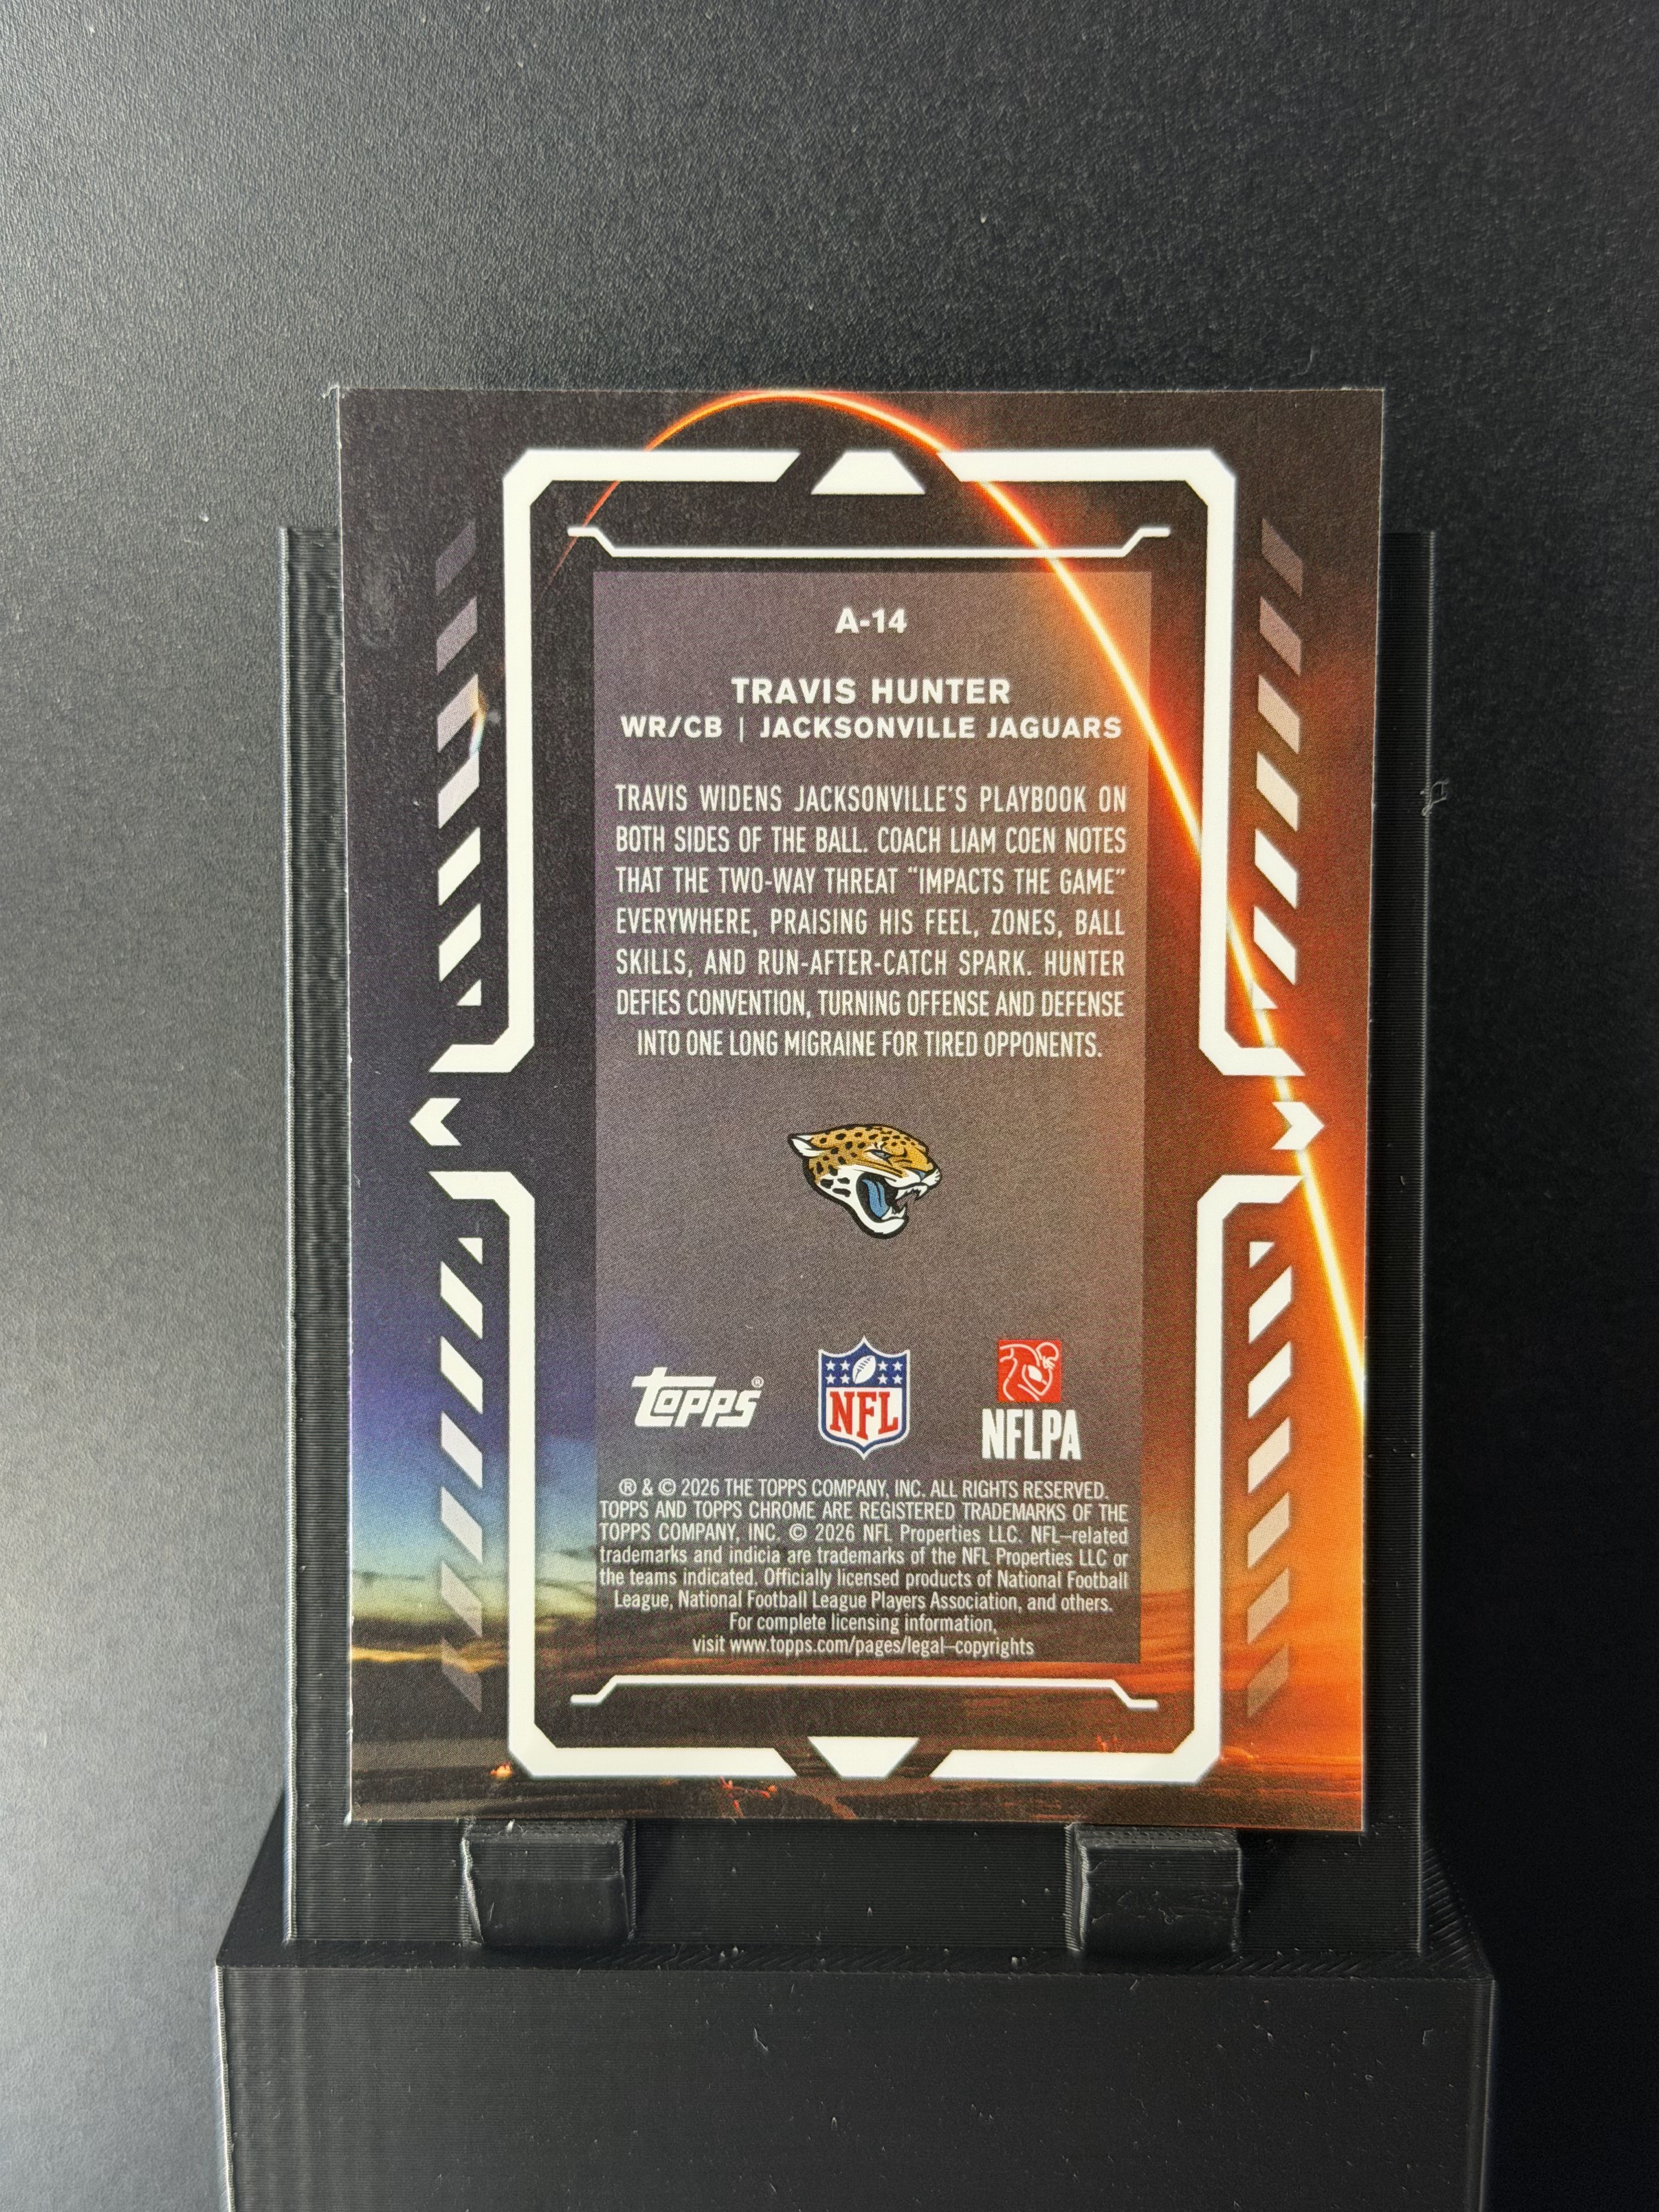 A-14
TRAVIS HUNTER
WR/CB | JACKSONVILLE JAGUARS
TRAVIS WIDENS JACKSONVILLE'S PLAYBOOK ON
BOTH SIDES OF THE BALL. COACH LIAM COEN NOTES
THAT THE TWO-WAY THREAT "IMPACTS THE GAME"
EVERYWHERE, PRAISING HIS FEEL, ZONES, BALL
SKILLS, AND RUN-AFTER-CATCH SPARK. HUNTER
DEFIES CONVENTION, TURNING OFFENSE AND DEFENSE
INTO ONE LONG MIGRAINE FOR TIRED OPPONENTS.
topps®
NFL
NFLPA
® & © 2026 THE TOPPS COMPANY, INC. ALL RIGHTS RESERVED.
TOPPS AND TOPPS CHROME ARE REGISTERED TRADEMARKS OF THE
TOPPS COMPANY, INC. © 2026 NFL Properties LLC. NFL–related
trademarks and indicia are trademarks of the NFL Properties LLC or
the teams indicated. Officially licensed products of National Football
League, National Football League Players Association, and others.
For complete licensing information,
visit www.topps.com/pages/legal–copyrights